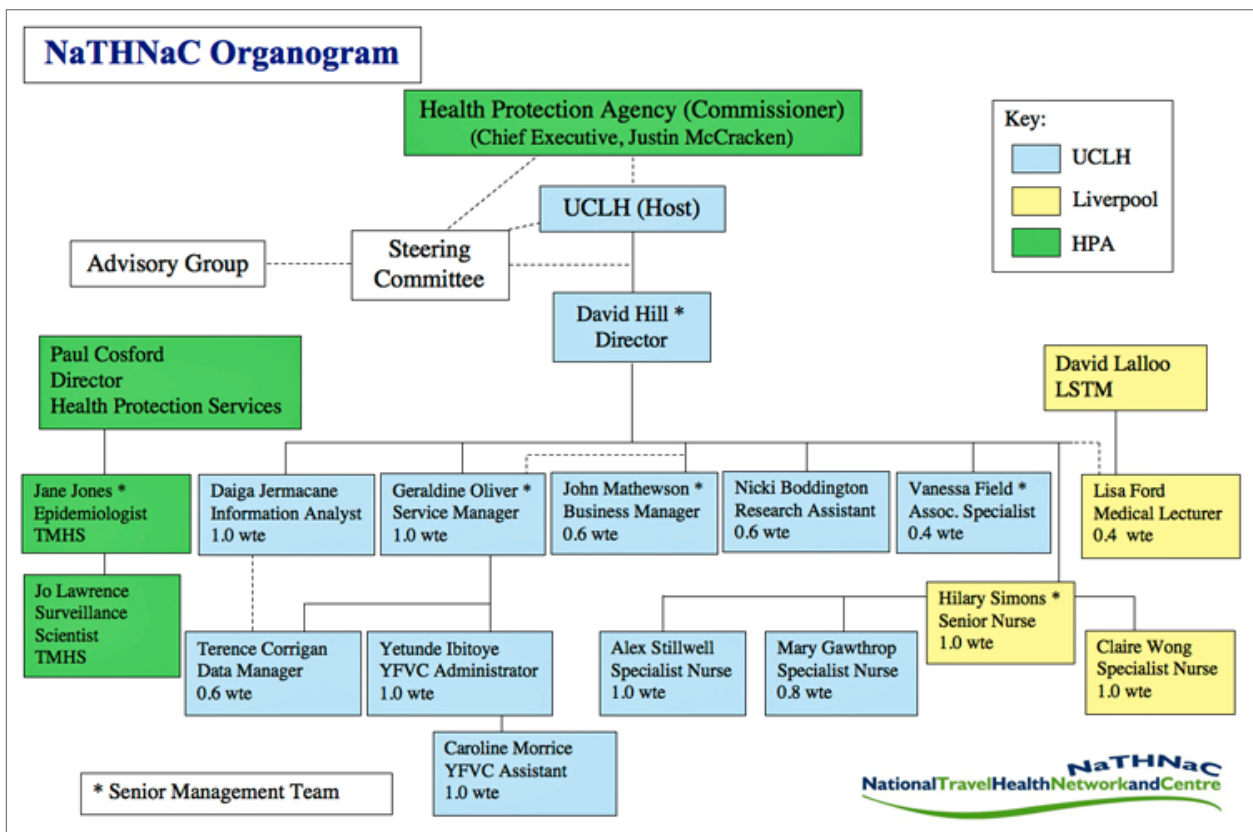 NaTHNaC Organogram
Health Protection Agency (Commissioner)
(Chief Executive, Justin McCracken)
Key:
UCLH
Liverpool
HPA
UCLH (Host)
Steering
Committee
Advisory Group
David Hill *
Director
Paul Cosford
Director
Health Protection Services
David Lalloo
LSTM
Jane Jones *
Epidemiologist
TMHS
Daiga Jermacane
Information Analyst
1.0 wte
Geraldine Oliver *
Service Manager
1.0 wte
John Mathewson *
Business Manager
0.6 wte
Nicki Boddington
Research Assistant
0.6 wte
Vanessa Field *
Assoc. Specialist
0.4 wte
Lisa Ford
Medical Lecturer
0.4 wte
Jo Lawrence
Surveillance
Scientist
TMHS
Terence Corrigan
Data Manager
0.6 wte
Yetunde Ibitoye
YFVC Administrator
1.0 wte
Alex Stillwell
Specialist Nurse
1.0 wte
Mary Gawthrop
Specialist Nurse
0.8 wte
Hilary Simons *
Senior Nurse
1.0 wte
Claire Wong
Specialist Nurse
1.0 wte
Caroline Morrice
YFVC Assistant
1.0 wte
* Senior Management Team
NaTHNaC
NationalTravelHealthNetworkandCentre